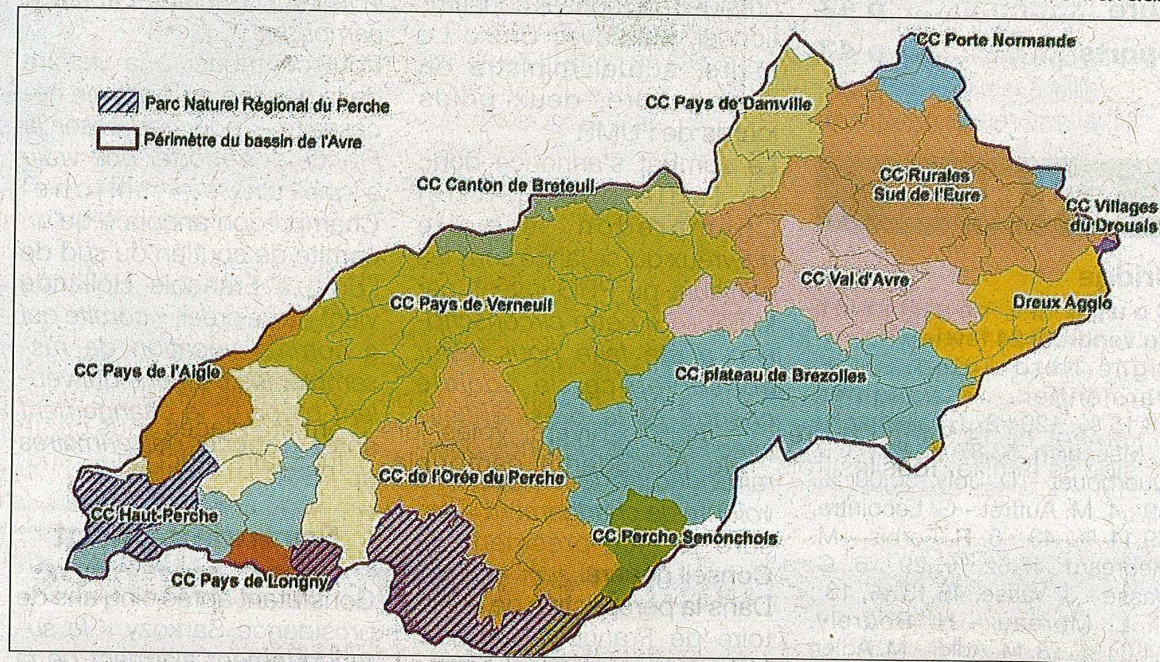 CC Porte Normande
Parc Naturel Régional du Perche
CC Pays de Damville
Périmètre du bassin de l'Avre
CC Canton de Breteuil
CC Rurales
Sud de l'Eure
CC Villages
du Drouais
CC Val d'Avre
Dreux Agglo
CC Pays de Verneuil
CC Pays de l'Aigle
CC plateau de Brezolles
CC de l'Orée du Perche
CC Haut-Perche
CC Perche Senonchois
CC Pays de Longny